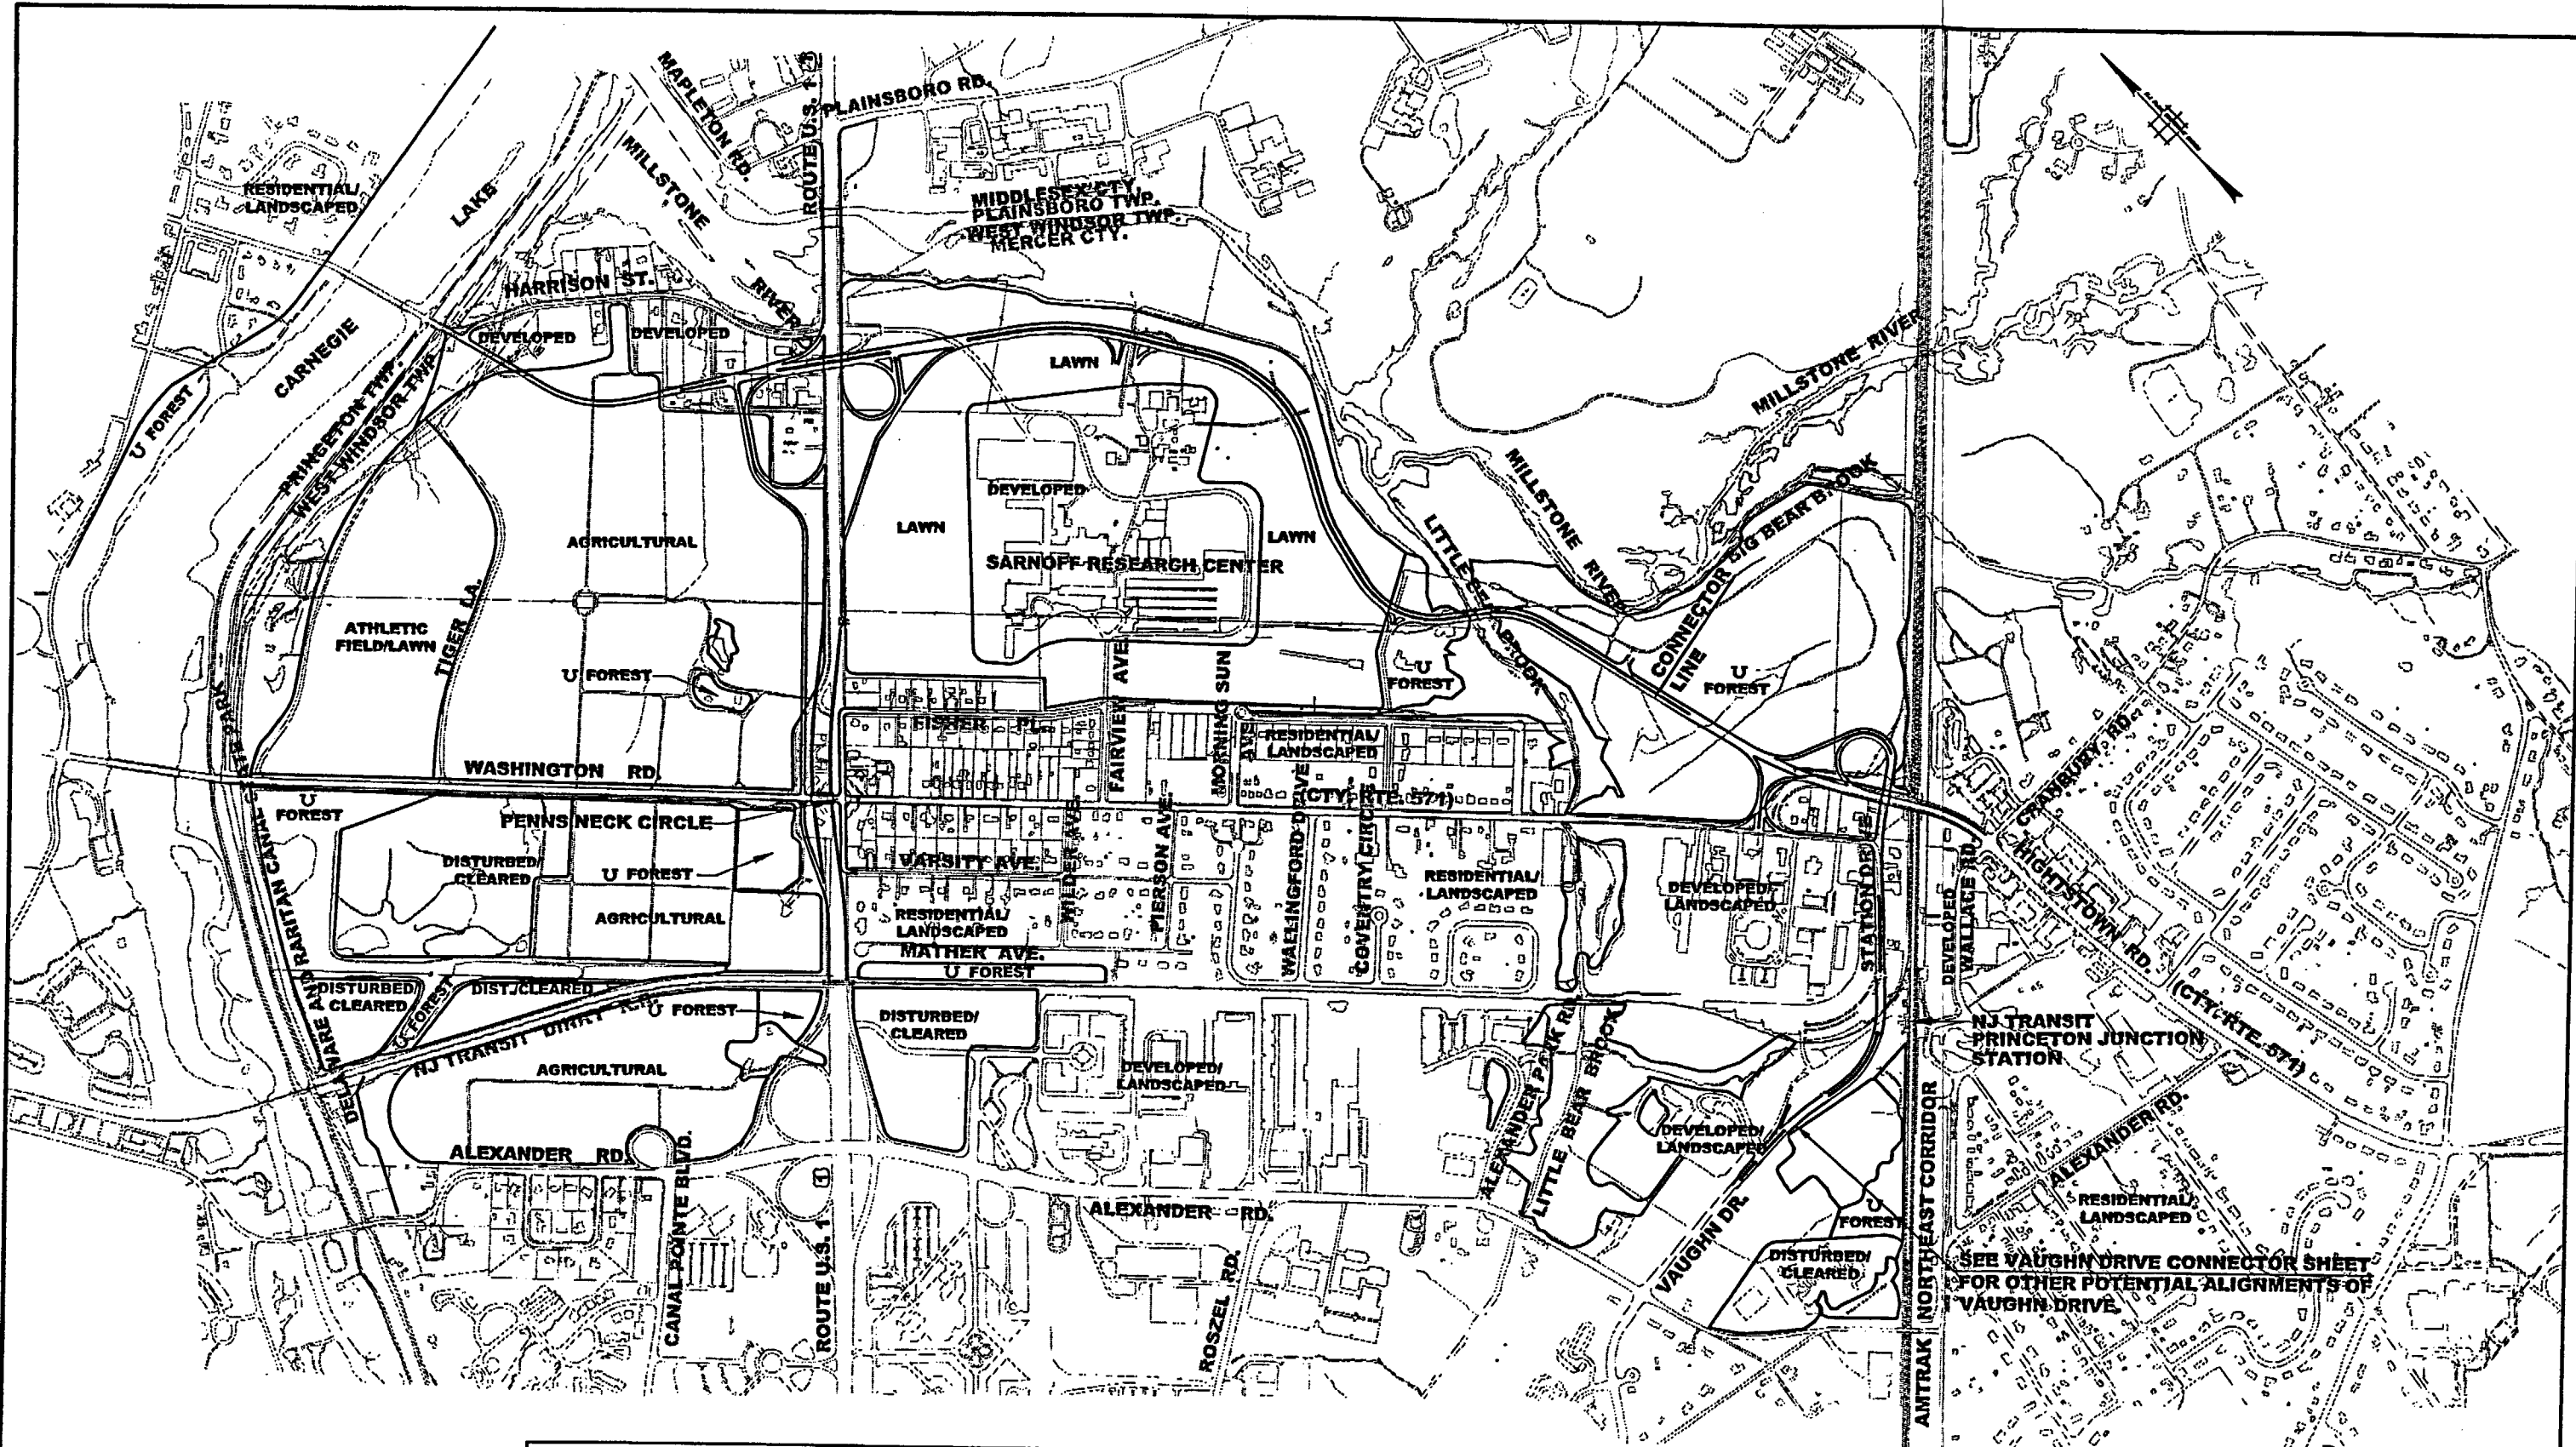 MAPLETON RD.
ROUTE U.S. 1
PLAINSBORO RD.
RESIDENTIAL/
LANDSCAPED
LAKE
MILLSTONE
RIVER
MIDDLESEX CTY.
PLAINSBORO TWP.
WEST WINDSOR TWP.
MERCER CTY.
HARRISON ST.
DEVELOPED
DEVELOPED
CARNEGIE
U FOREST
PRINCETON TWP.
WEST WINDSOR TWP.
LAWN
MILLSTONE RIVER
DEVELOPED
LAWN
LAWN
AGRICULTURAL
SARNOFF RESEARCH CENTER
MILLSTONE RIVER
LITTLE BEAR BROOK
BIG BEAR BROOK
CONNECTOR
LINE
ATHLETIC
FIELD/LAWN
TIGER LA.
U FOREST
U
FOREST
U
FOREST
FISHER PL.
FAIRVIEW AVE.
MORNING SUN
AVE.
RESIDENTIAL/
LANDSCAPED
WASHINGTON RD.
(CTY. RTE. 571)
CRANBURY RD.
U
FOREST
PENNS NECK CIRCLE
DISTURBED/
CLEARED
U FOREST
VARSITY AVE.
WIEDER AVE.
PIERSON AVE.
WALLINGFORD DRIVE
COVENTRY CIRCLE
RESIDENTIAL/
LANDSCAPED
DEVELOPED/
LANDSCAPED
STATION DRIVE
DEVELOPED
WALLACE RD.
HIGHTSTOWN RD.
(CTY. RTE. 571)
AGRICULTURAL
RESIDENTIAL/
LANDSCAPED
MATHER AVE.
U FOREST
DELAWARE AND RARITAN CANAL STATE PARK
DISTURBED/
CLEARED
U FOREST
DIST./CLEARED
NJ TRANSIT DINKY R.R.
U FOREST
DISTURBED/
CLEARED
NJ TRANSIT
PRINCETON JUNCTION
STATION
AGRICULTURAL
DEVELOPED/
LANDSCAPED
ALEXANDER PARK RD.
LITTLE BEAR BROOK
DEVELOPED/
LANDSCAPED
ALEXANDER RD.
ALEXANDER RD.
CANAL POINTE BLVD.
ROUTE U.S. 1
1
ALEXANDER RD.
ROSZEL RD.
VAUGHN DR.
U
FOREST
DISTURBED/
CLEARED
AMTRAK NORTHEAST CORRIDOR
RESIDENTIAL/
LANDSCAPED
SEE VAUGHN DRIVE CONNECTOR SHEET
FOR OTHER POTENTIAL ALIGNMENTS OF
VAUGHN DRIVE.